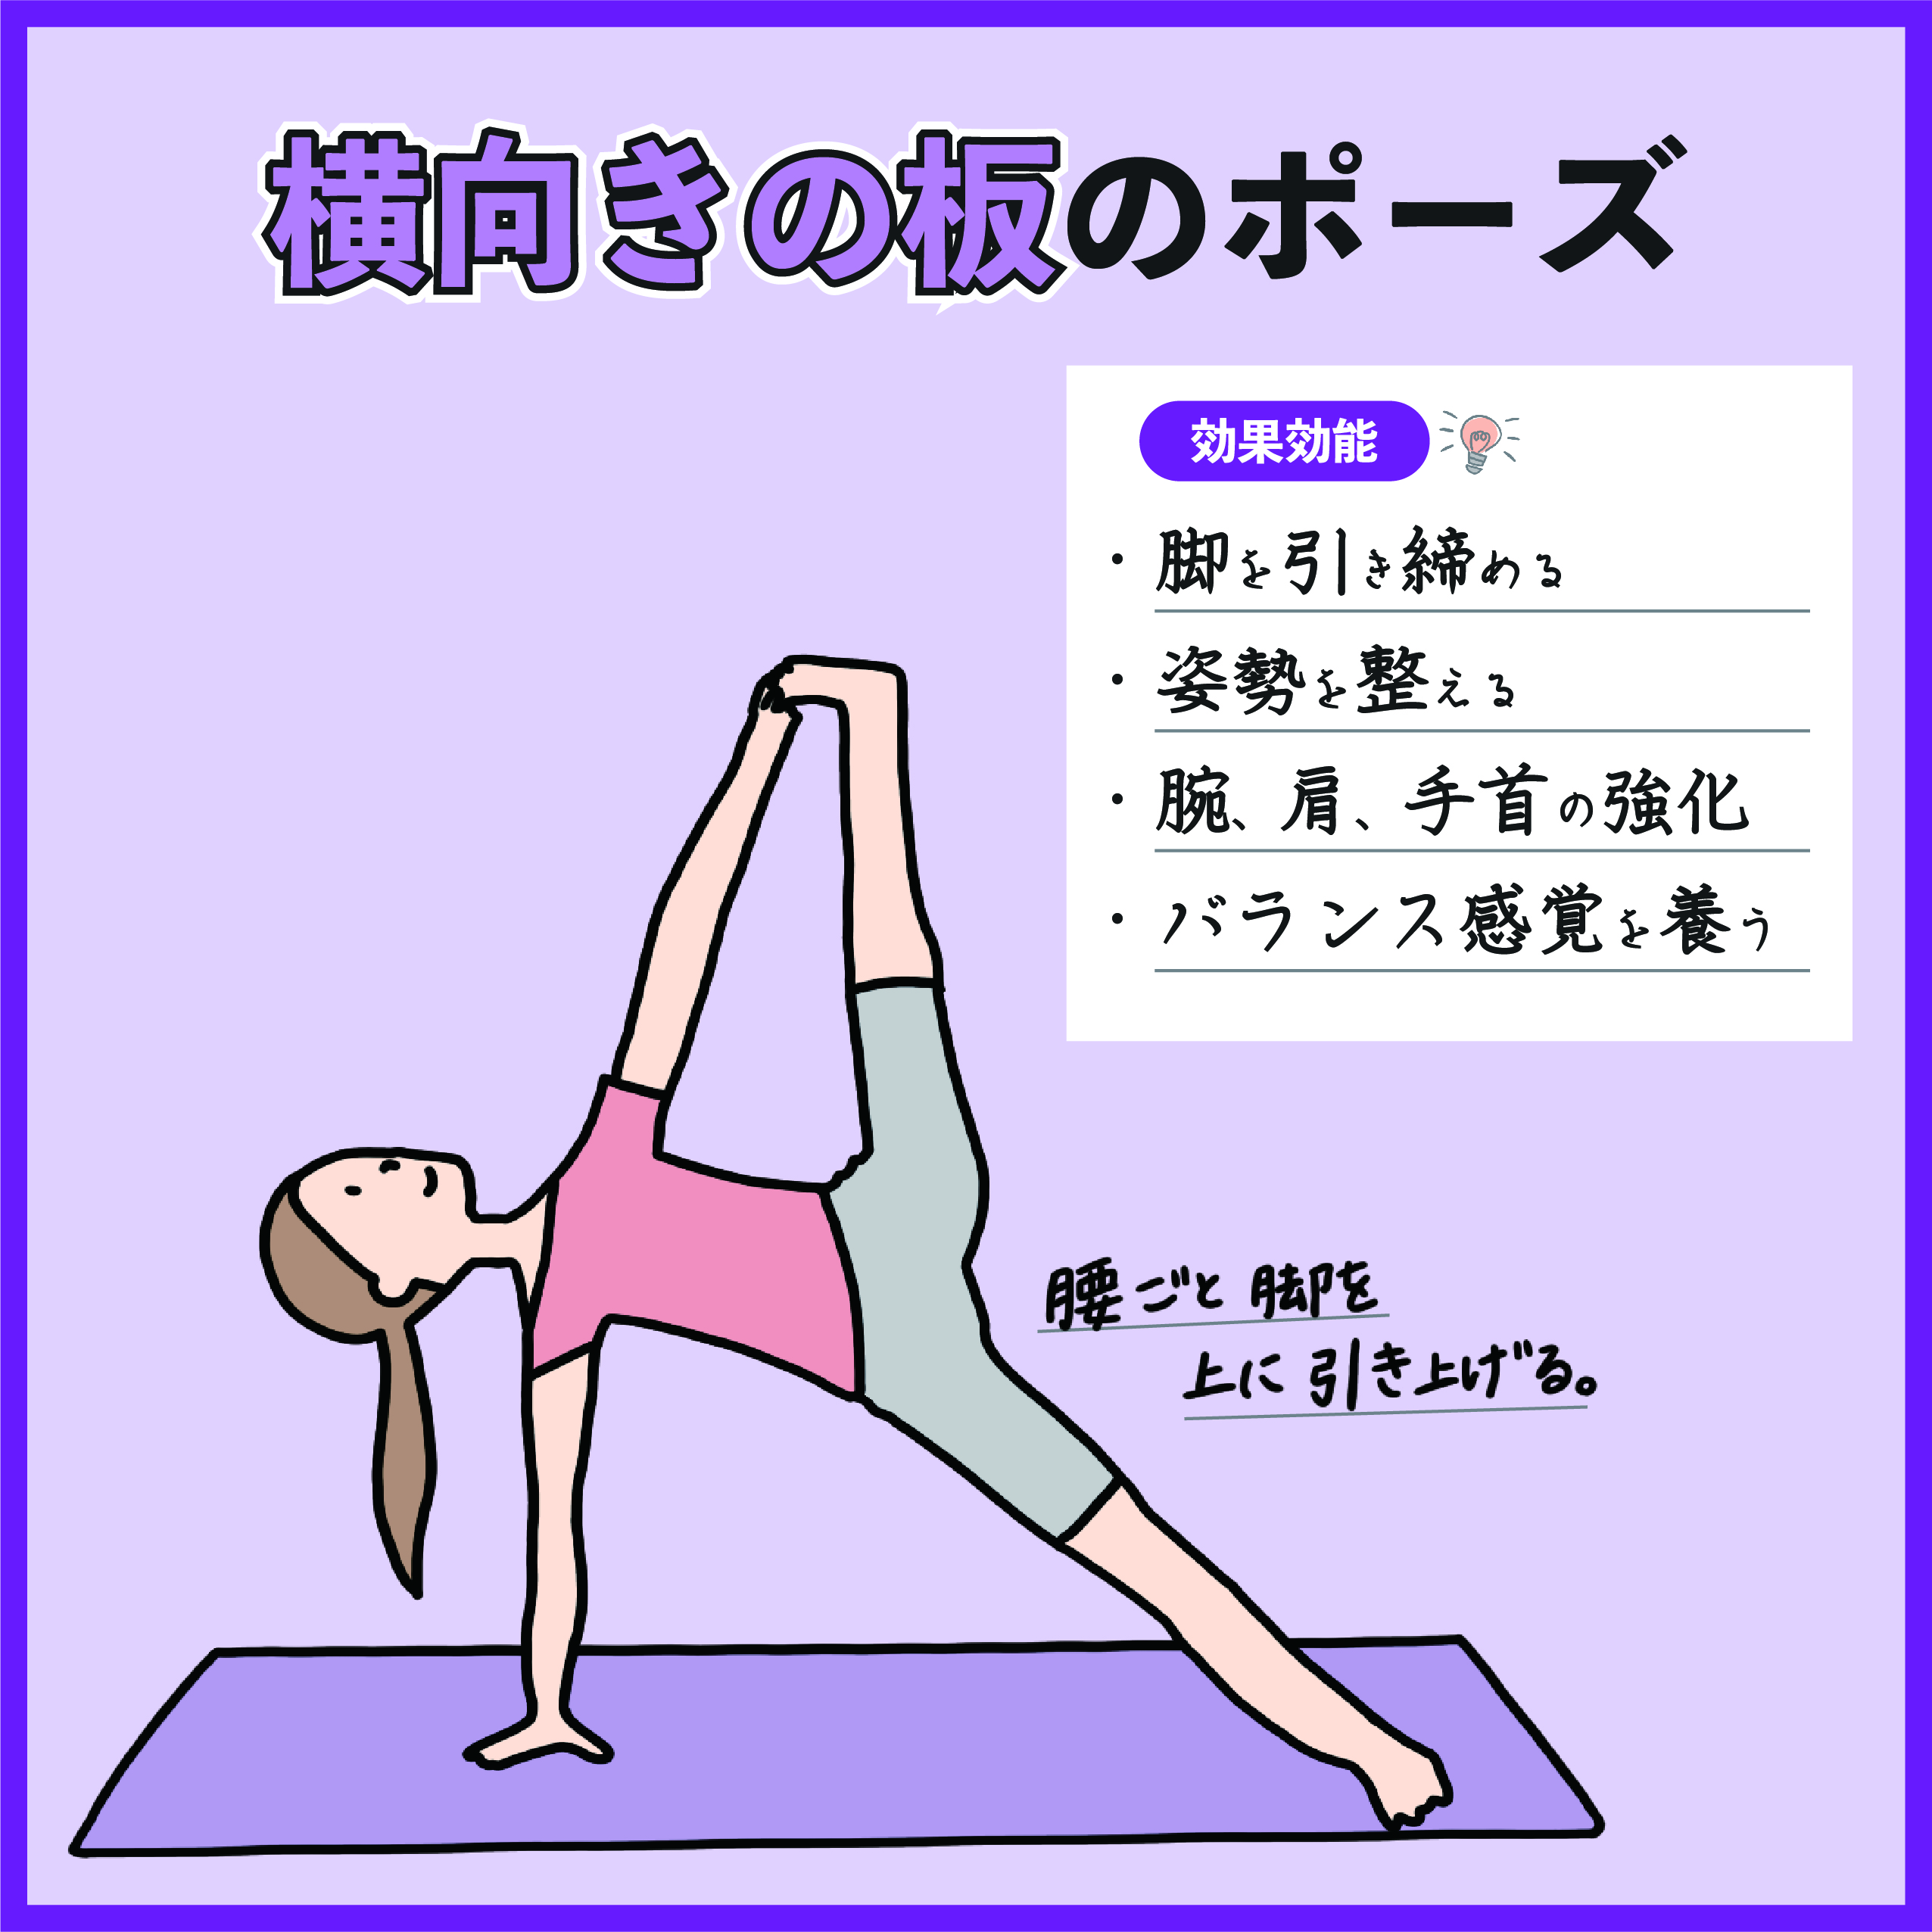 横向きの板のポーズ
効果効能
・脚を引き締める
・姿勢を整える
・腕、肩、手首の強化
・バランス感覚を養う
腰ごと脚を
上に引き上げる。